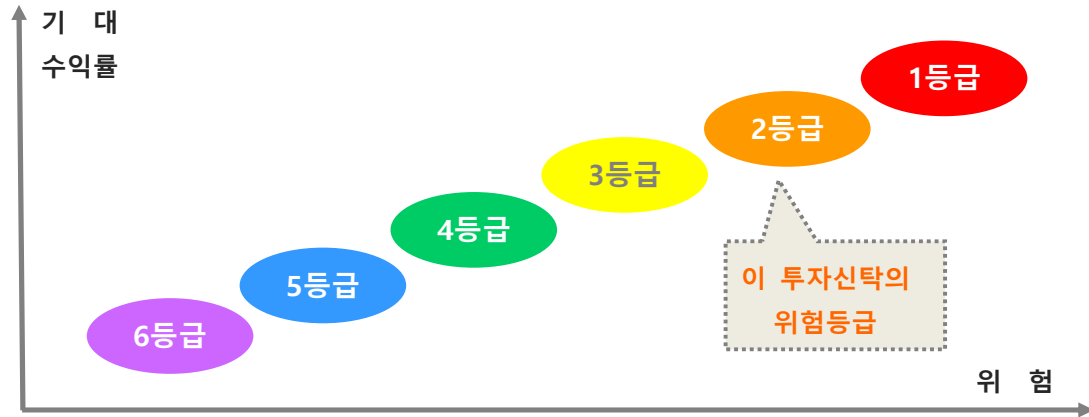 기 대
수익률
1등급
2등급
3등급
4등급
5등급
6등급
이 투자신탁의
위험등급
위 험